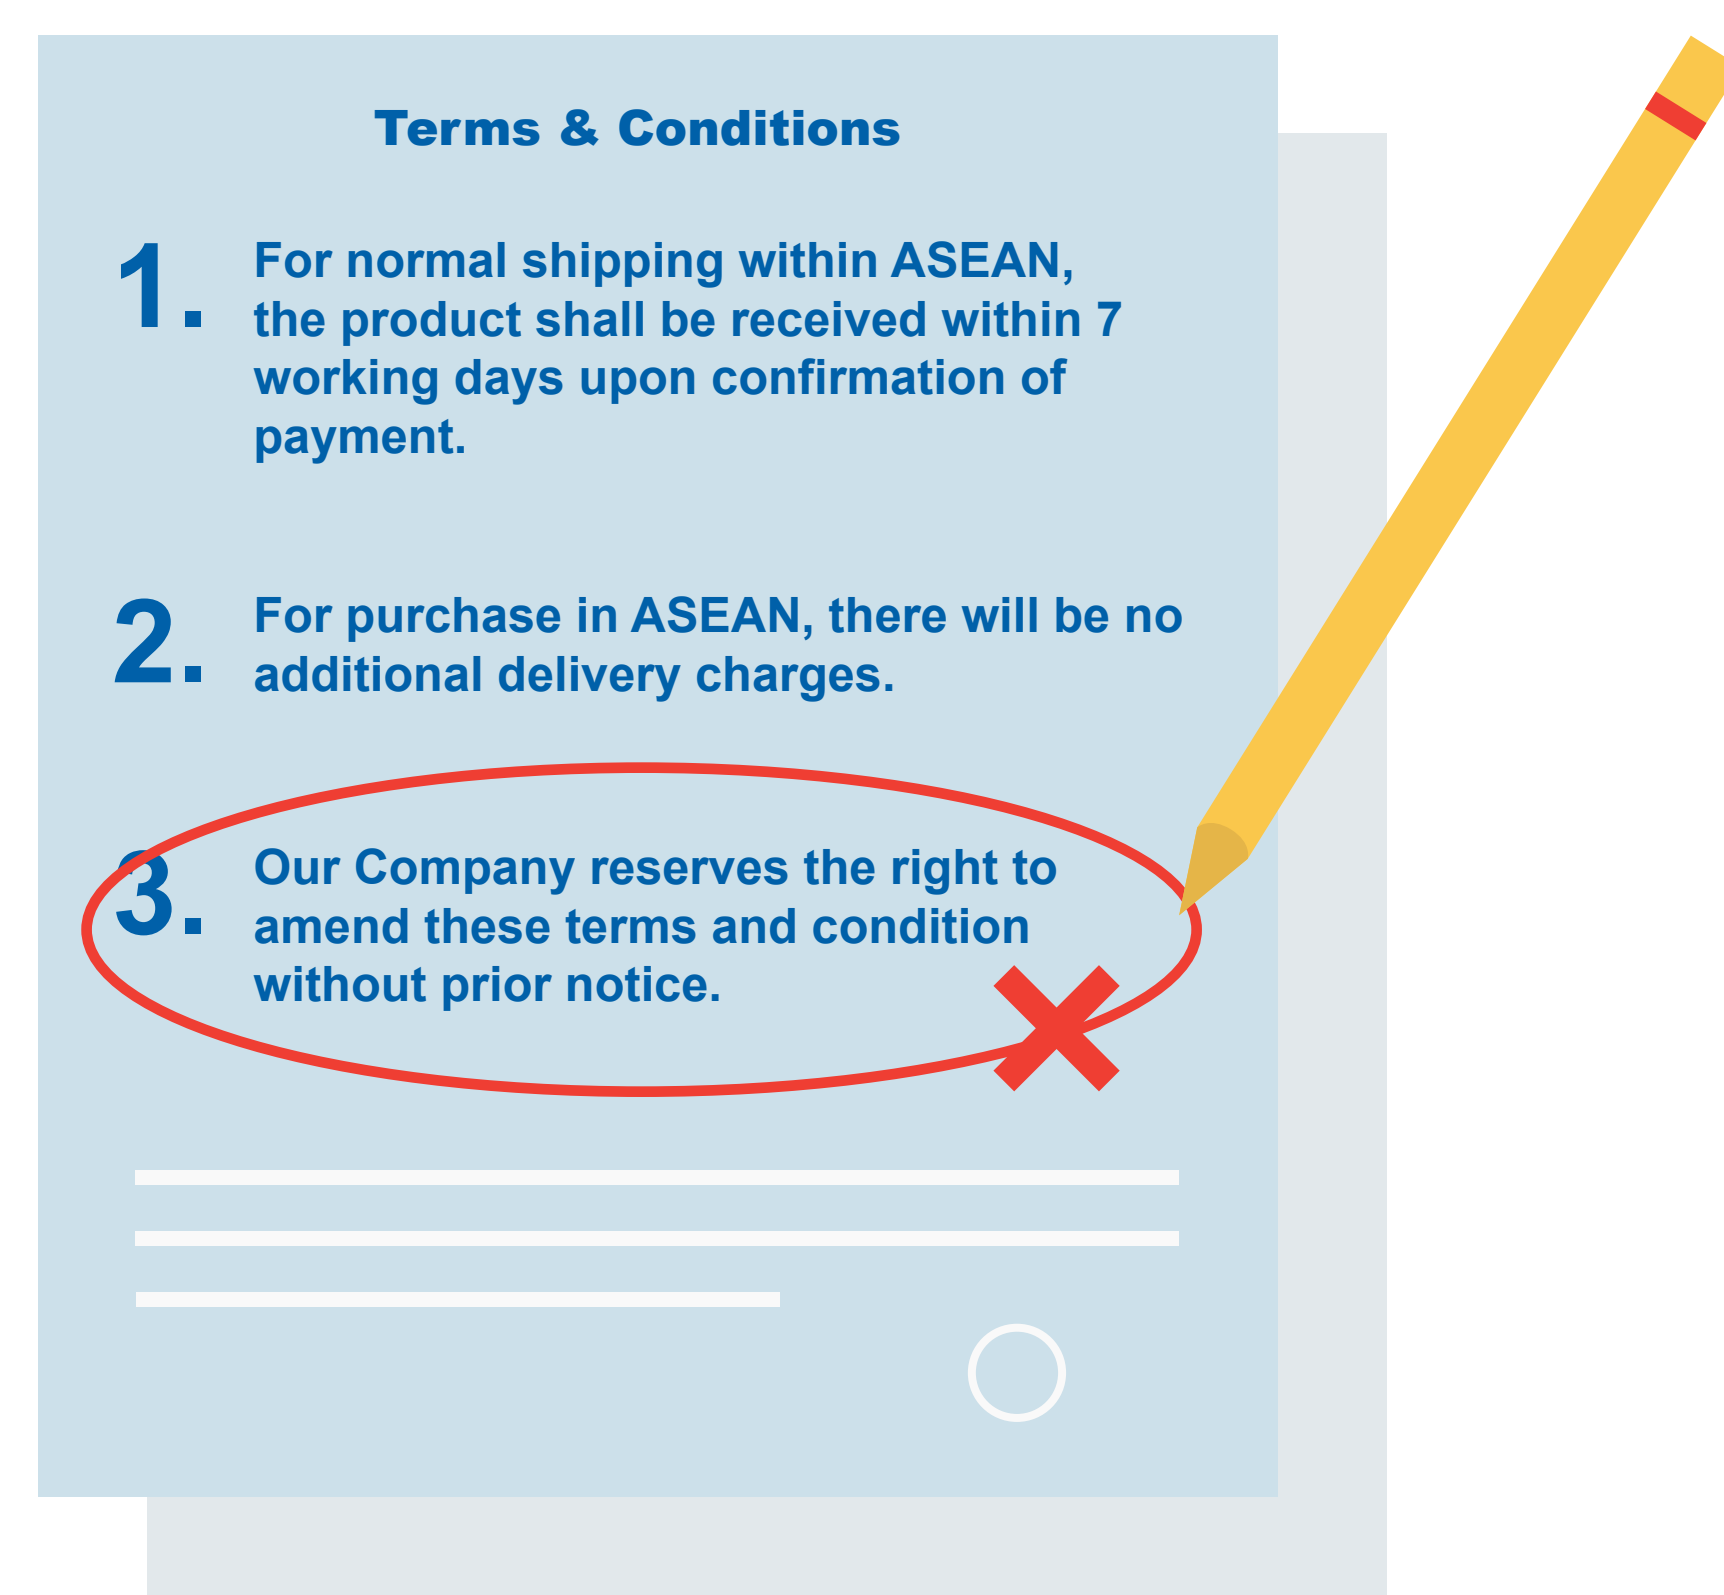 Terms & Conditions
1. For normal shipping within ASEAN,
the product shall be received within 7
working days upon confirmation of
payment.
2. For purchase in ASEAN, there will be no
additional delivery charges.
3. Our Company reserves the right to
amend these terms and condition
without prior notice.